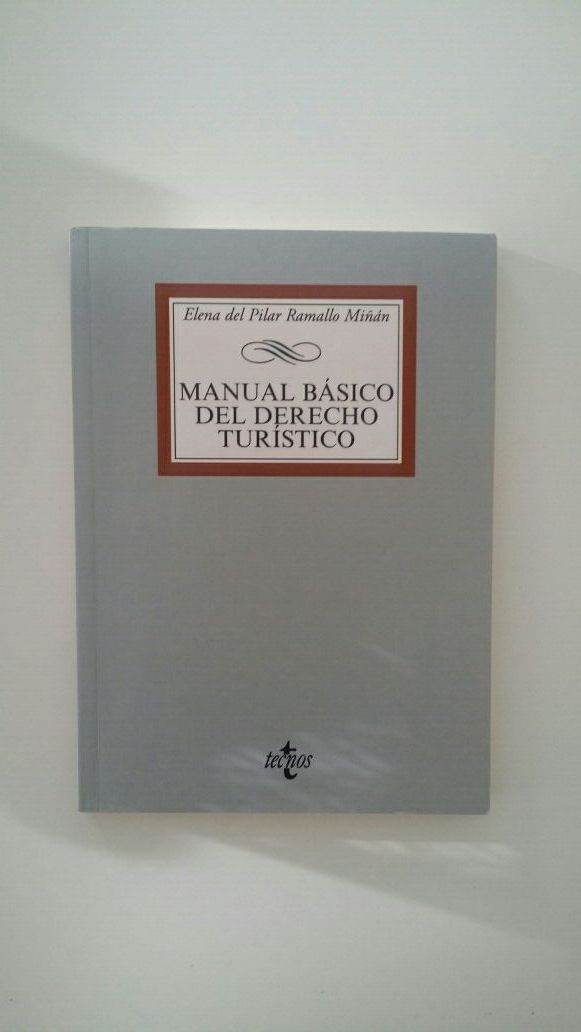 Elena del Pilar Ramallo Miñán
MANUAL BÁSICO
DEL DERECHO
TURÍSTICO
tecnos